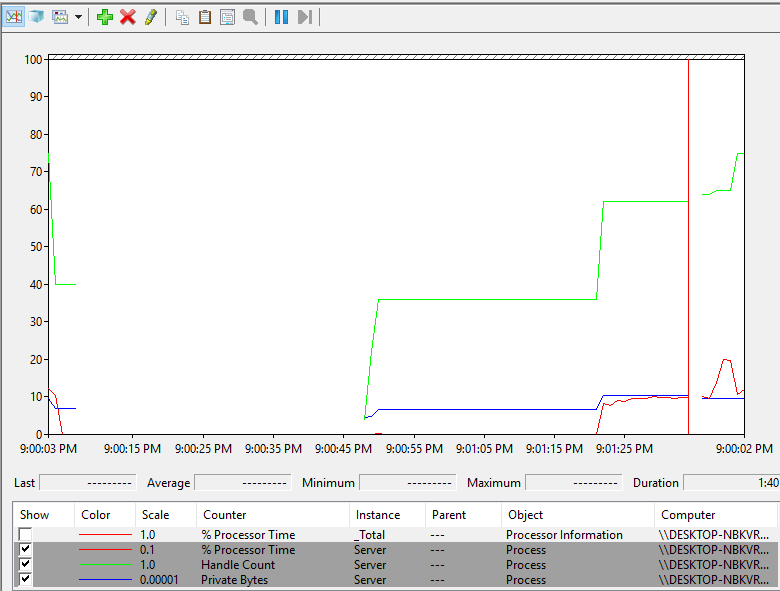 100
90
80
70
60
50
40
30
20
10
0
9:00:03 PM 9:00:15 PM 9:00:25 PM 9:00:35 PM 9:00:45 PM 9:00:55 PM 9:01:05 PM 9:01:15 PM 9:01:25 PM 9:00:02 PM
Last --------- Average --------- Minimum --------- Maximum --------- Duration 1:40
Show Color Scale Counter Instance Parent Object Computer
1.0 % Processor Time _Total --- Processor Information \\DESKTOP-NBKVR...
0.1 % Processor Time Server --- Process \\DESKTOP-NBKVR...
1.0 Handle Count Server --- Process \\DESKTOP-NBKVR...
0.00001 Private Bytes Server --- Process \\DESKTOP-NBKVR...